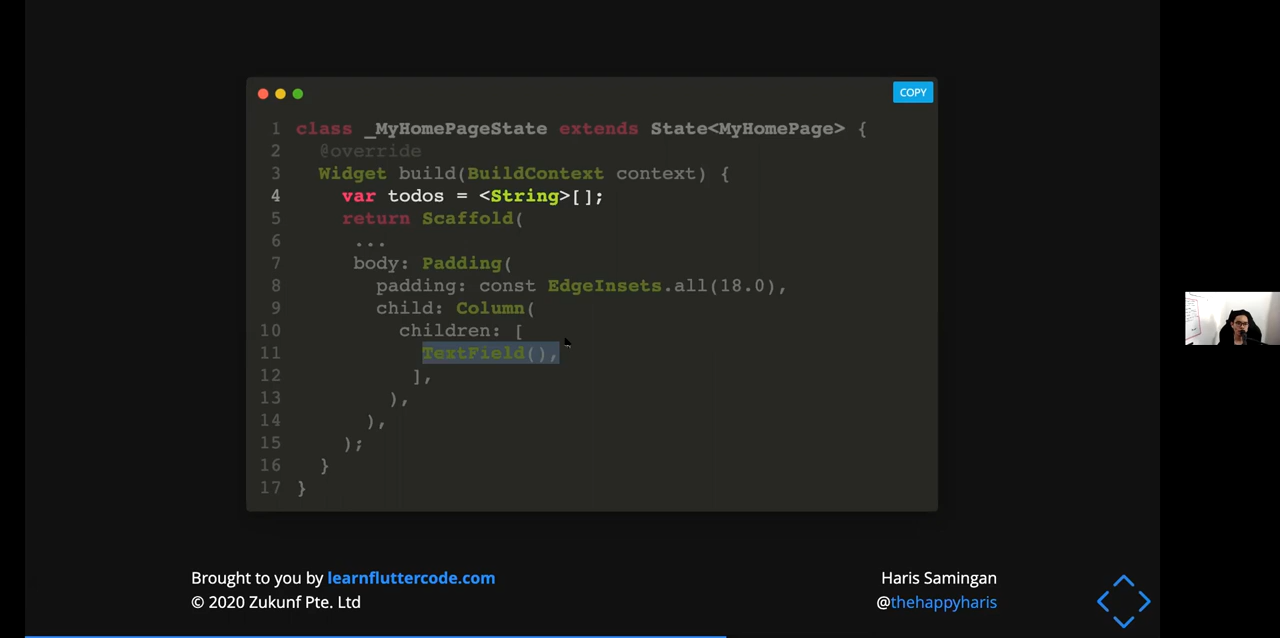 COPY
1 class _MyHomePageState extends State<MyHomePage> {
2 @override
3 Widget build(BuildContext context) {
4 var todos = <String>[];
5 return Scaffold(
6 ...
7 body: Padding(
8 padding: const EdgeInsets.all(18.0),
9 child: Column(
10 children: [
11 TextField(),
12 ],
13 ),
14 ),
15 );
16 }
17 }
Brought to you by learnfluttercode.com
© 2020 Zukunf Pte. Ltd
Haris Samingan
@thehappyharis